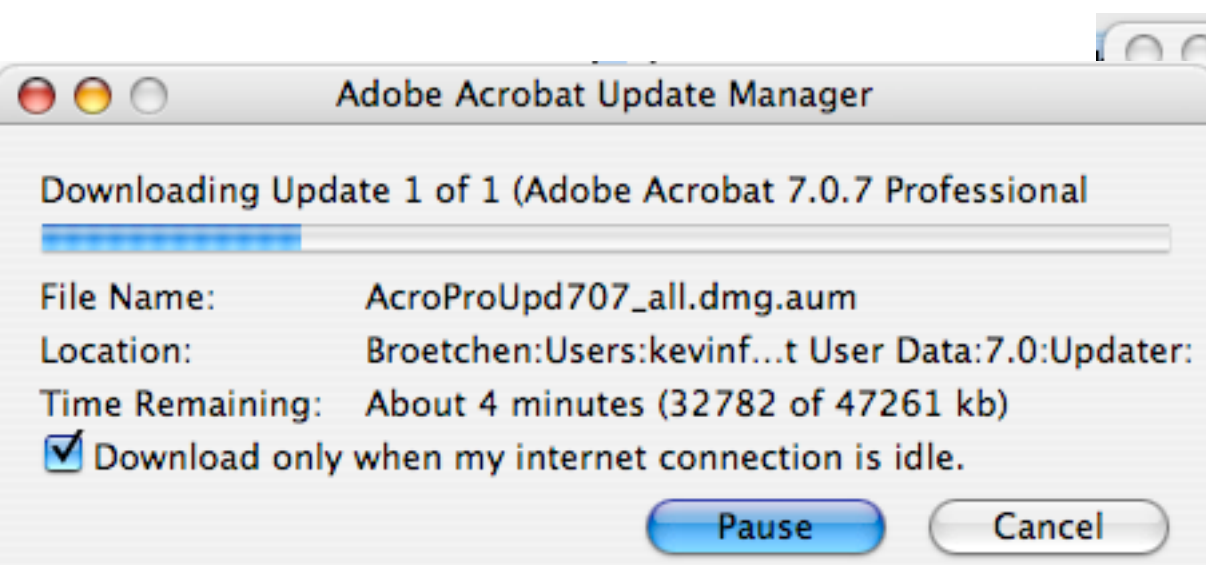 Adobe Acrobat Update Manager
Downloading Update 1 of 1 (Adobe Acrobat 7.0.7 Professional
File Name: AcroProUpd707_all.dmg.aum
Location: Broetchen:Users:kevinf...t User Data:7.0:Updater:
Time Remaining: About 4 minutes (32782 of 47261 kb)
Download only when my internet connection is idle.
Pause Cancel